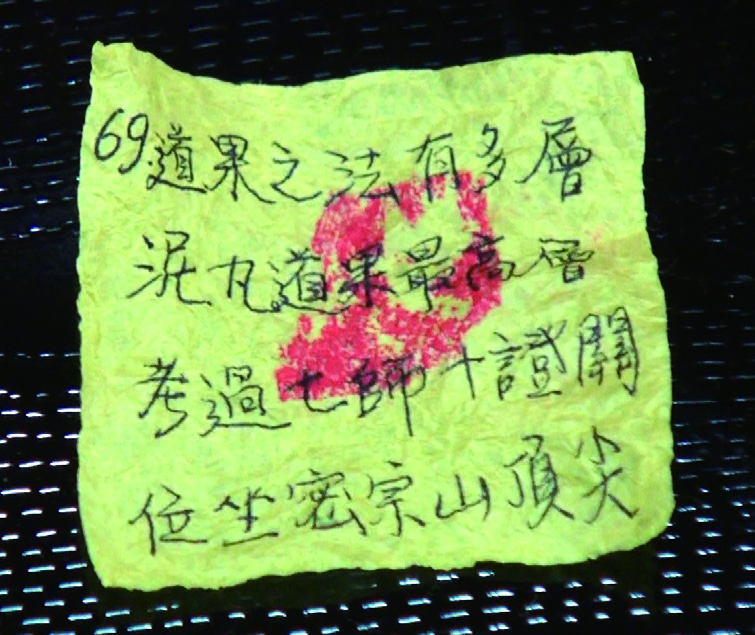 69道果之法有多層
泥丸道果最高層
考過七師十證關
位坐密宗山頂尖